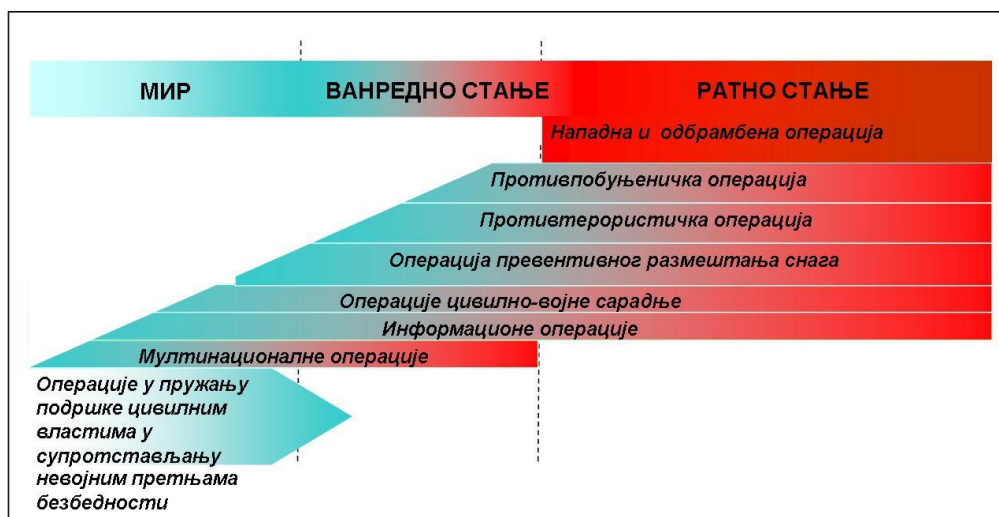 МИР
ВАНРЕДНО СТАЊЕ
РАТНО СТАЊЕ
Нападна и одбрамбена операција
Противпобуњеничка операција
Противтерористичка операција
Операција превентивног размештања снага
Операције цивилно-војне сарадње
Информационе операције
Мултинационалне операције
Операције у пружању
подршке цивилним
властима у
супротстављању
невојним претњама
безбедности